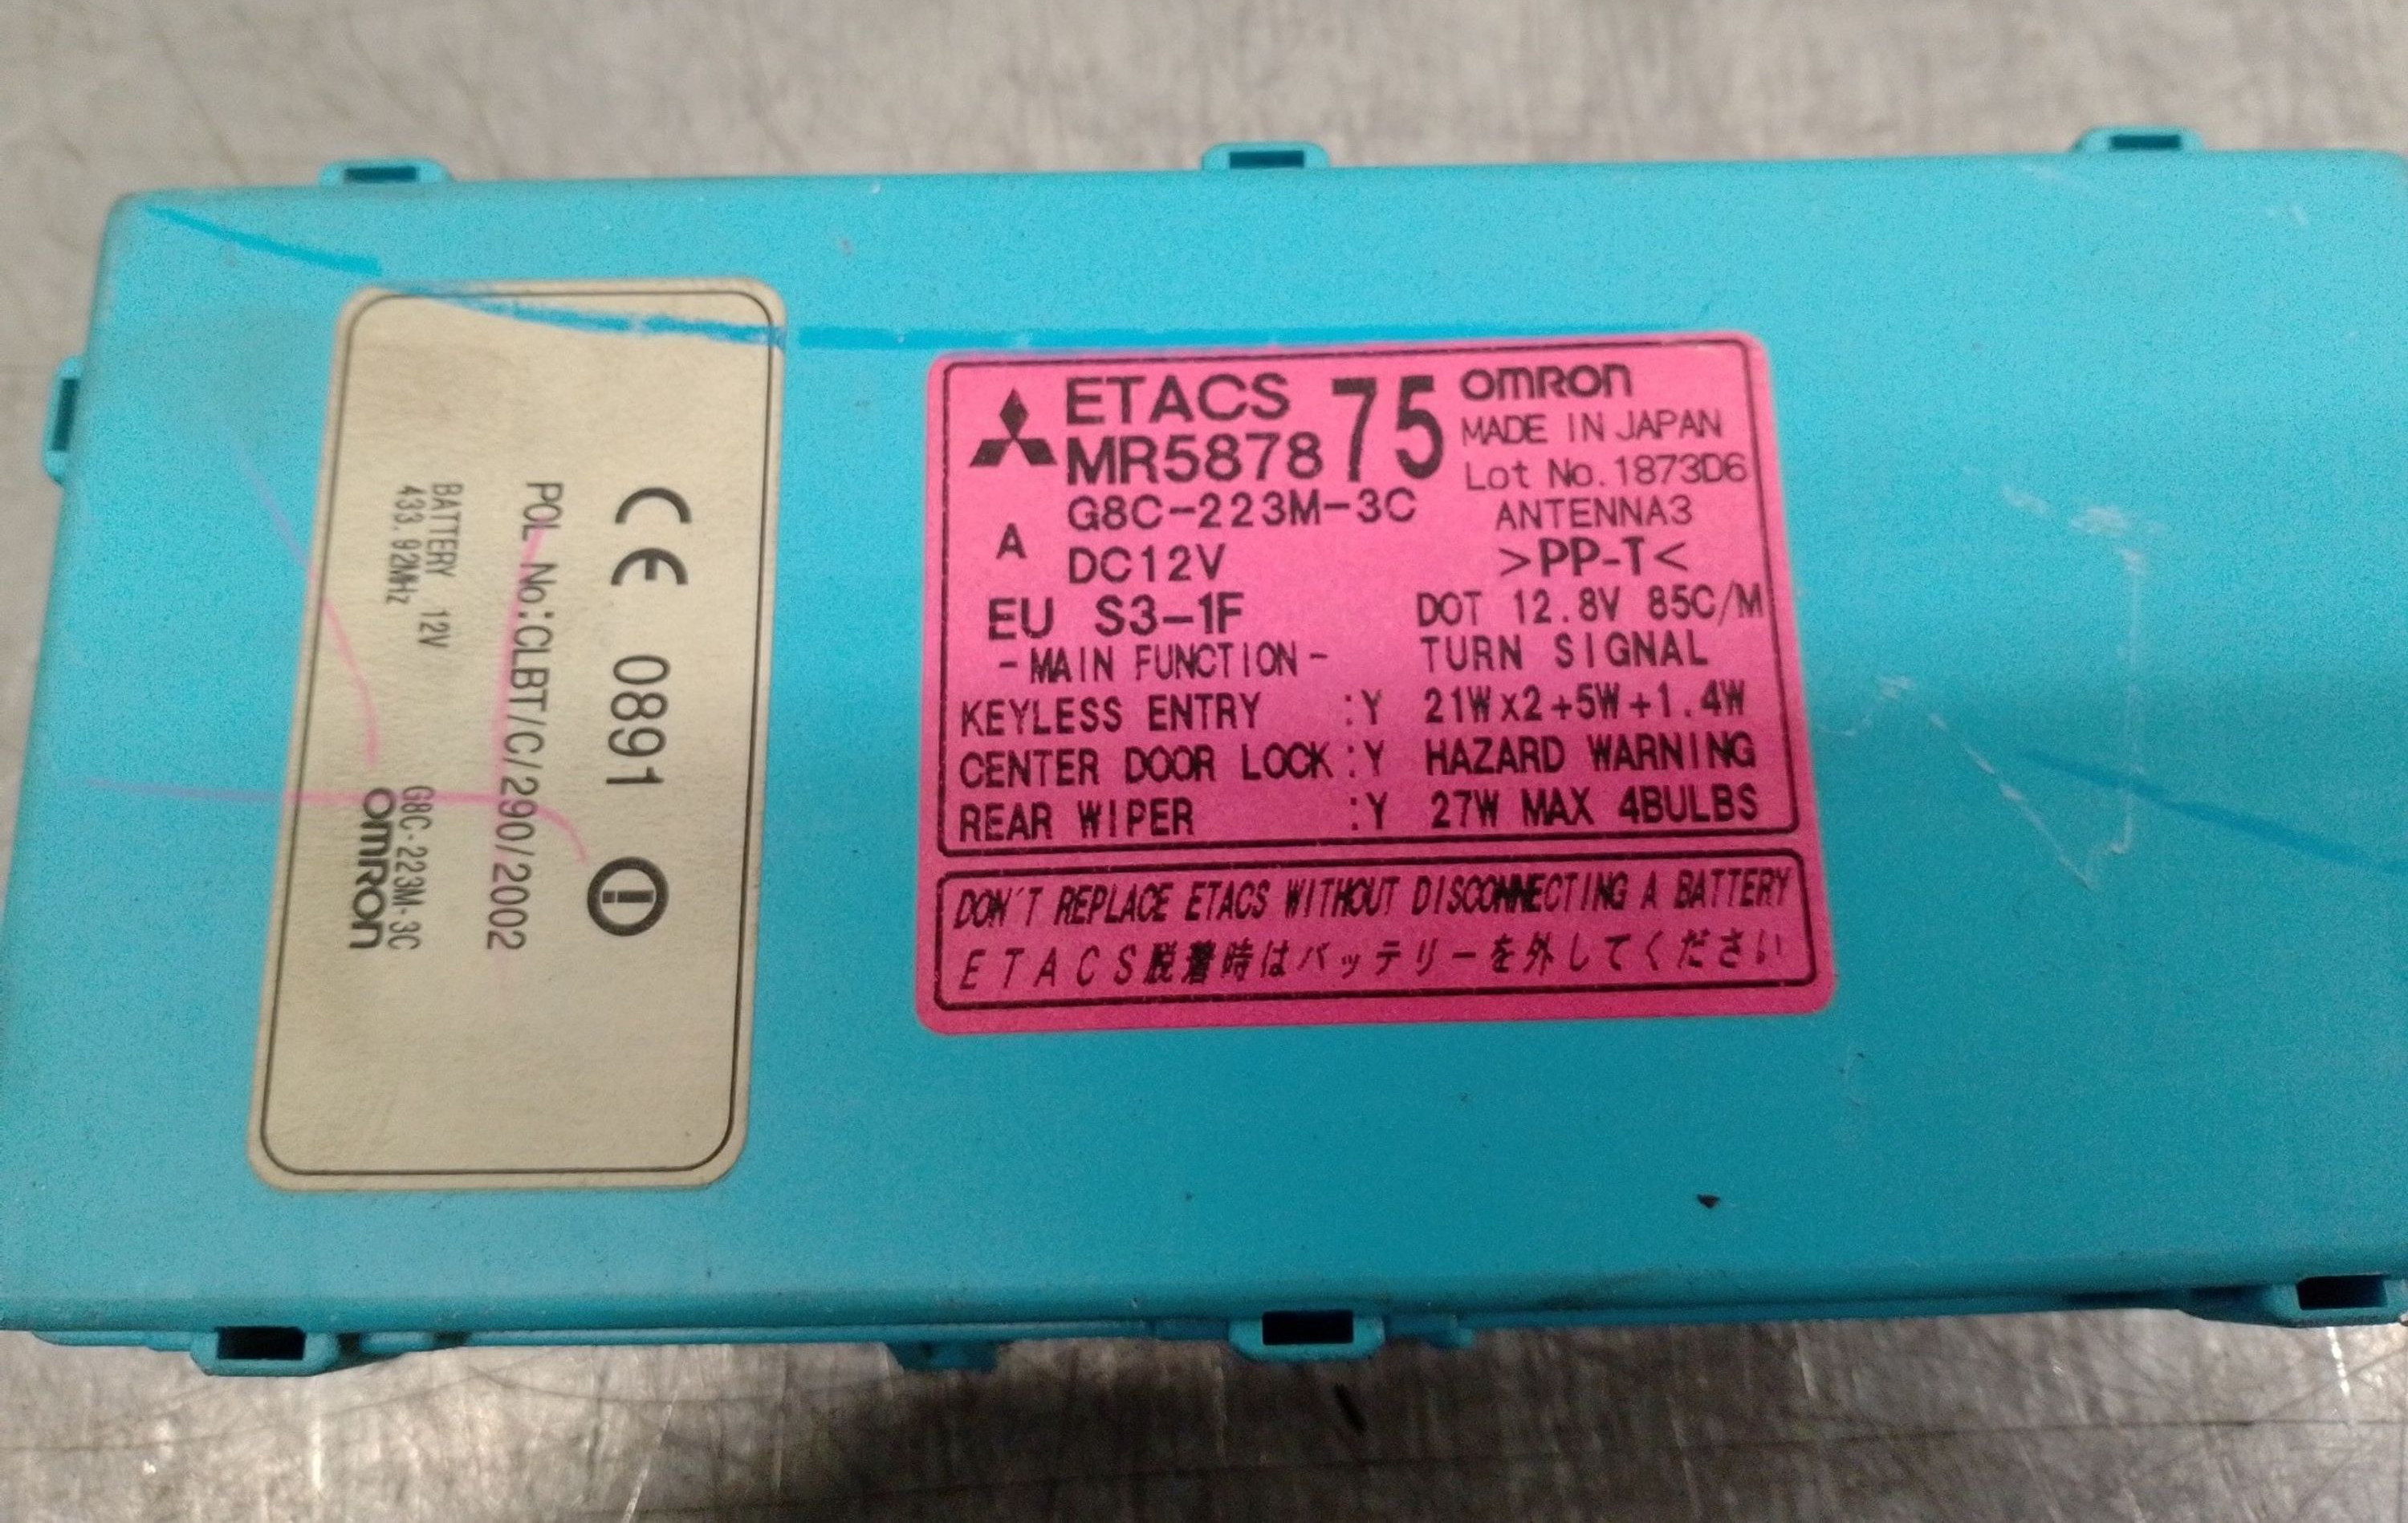 CE 0891
POL No:CLBT/C/290/2002
BATTERY 12V
433.92MHz
G8C-223M-3C
OMRON
ETACS
MR587875
OMRON
MADE IN JAPAN
Lot No.1873D6
G8C-223M-3C
ANTENNA3
A
DC12V
>PP-T<
EU S3-1F
DOT 12.8V 85C/M
-MAIN FUNCTION-
TURN SIGNAL
KEYLESS ENTRY :Y
21Wx2+5W+1.4W
CENTER DOOR LOCK:Y
HAZARD WARNING
REAR WIPER :Y
27W MAX 4BULBS
DON'T REPLACE ETACS WITHOUT DISCONNECTING A BATTERY
ETACS脱着時はバッテリーを外してください